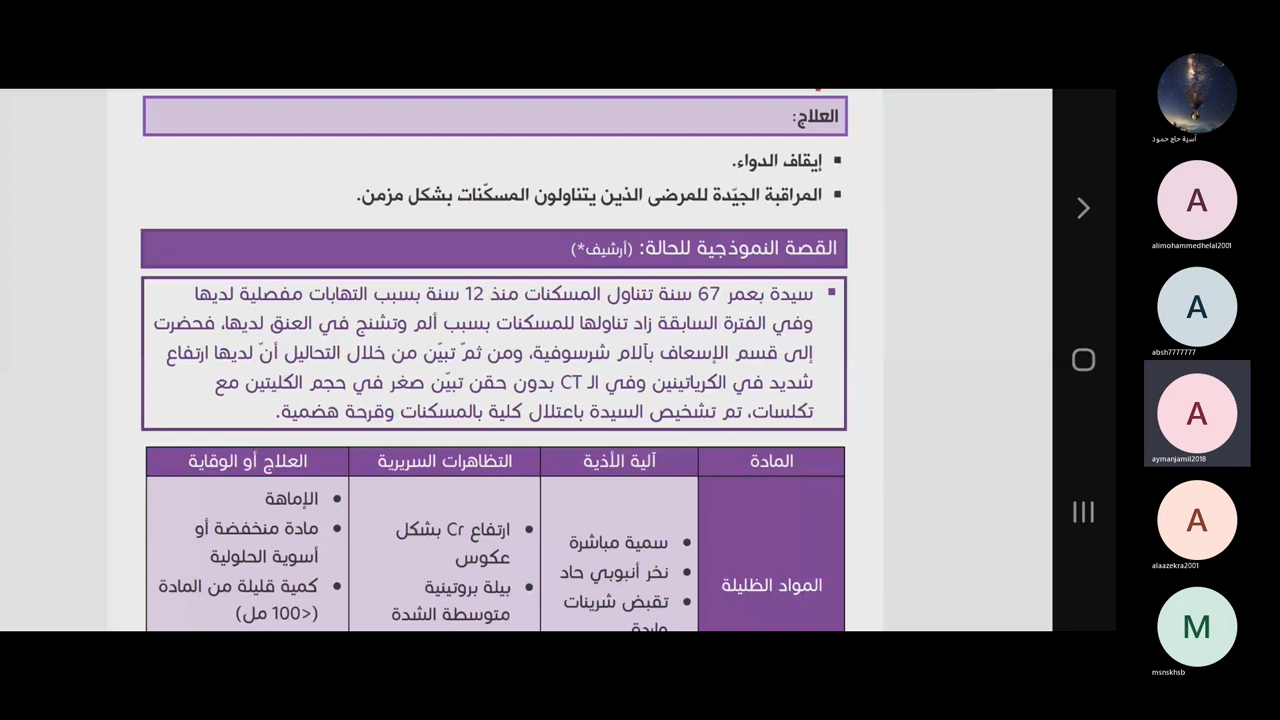 العلاج:
إيقاف الدواء.
المراقبة الجيّدة للمرضى الذين يتناولون المسكّنات بشكل مزمن.
القصة النموذجية للحالة: (أرشيف*)
سيدة بعمر 67 سنة تتناول المسكنات منذ 12 سنة بسبب التهابات مفصلية لديها
وفي الفترة السابقة زاد تناولها للمسكنات بسبب ألم وتشنج في العنق لديها، فحضرت
إلى قسم الإسعاف بآلام شرسوفية، ومن ثمّ تبيّن من خلال التحاليل أنّ لديها ارتفاع
شديد في الكرياتينين وفي الـ CT بدون حقن تبيّن صغر في حجم الكليتين مع
تكلسات، تم تشخيص السيدة باعتلال كلية بالمسكنات وقرحة هضمية.
المادة
آلية الأذية
التظاهرات السريرية
العلاج أو الوقاية
المواد الظليلة
سمية مباشرة
نخر أنبوبي حاد
تقبض شرينات
واردة
ارتفاع Cr بشكل
عكوس
بيلة بروتينية
متوسطة الشدة
الإماهة
مادة منخفضة أو
أسوية الحلولية
كمية قليلة من المادة
(<100 مل)
آسية حاج حمود
A
alimohammedhelal2001
A
absh7777777
A
aymanjamil2018
A
alaazekra2001
M
msnskhsb